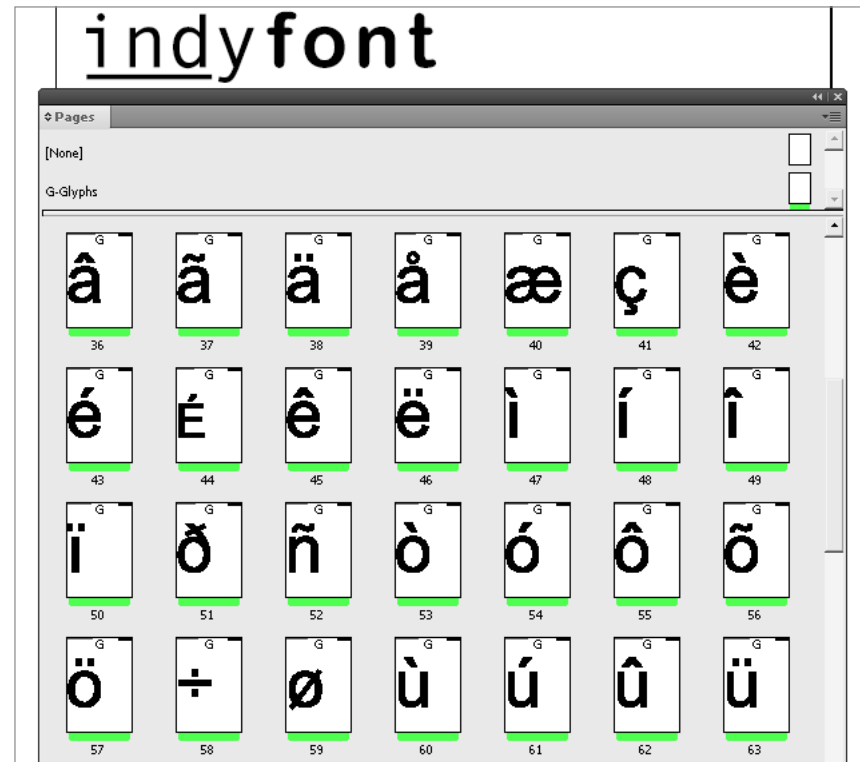 indyfont
Pages
[None]
G-Glyphs
G G G G G G G
â ã ä å æ ç è
36 37 38 39 40 41 42
G G G G G G G
é É ê ë ì í î
43 44 45 46 47 48 49
G G G G G G G
ï ð ñ ò ó ô õ
50 51 52 53 54 55 56
G G G G G G G
ö ÷ ø ù ú û ü
57 58 59 60 61 62 63